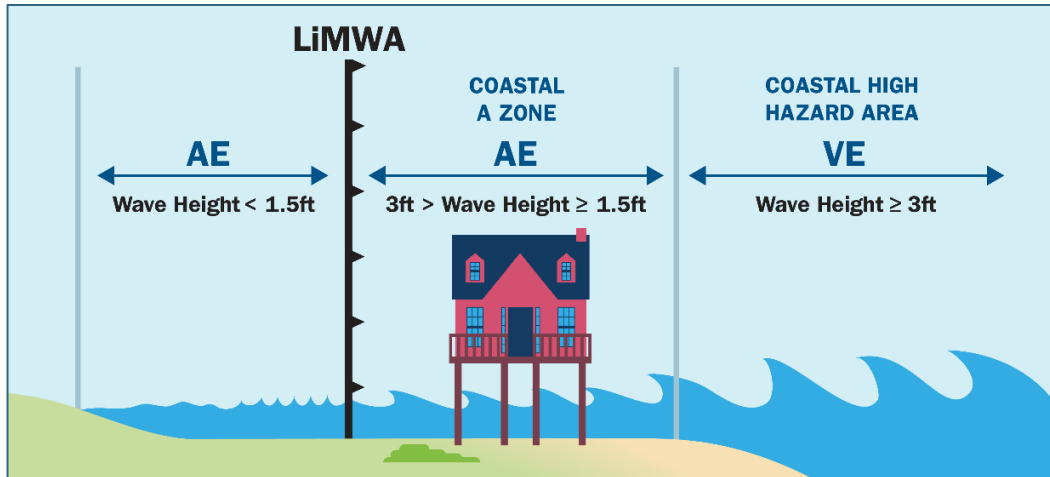 LiMWA
COASTAL
A ZONE
COASTAL HIGH
HAZARD AREA
AE
AE
VE
Wave Height < 1.5ft
3ft > Wave Height ≥ 1.5ft
Wave Height ≥ 3ft